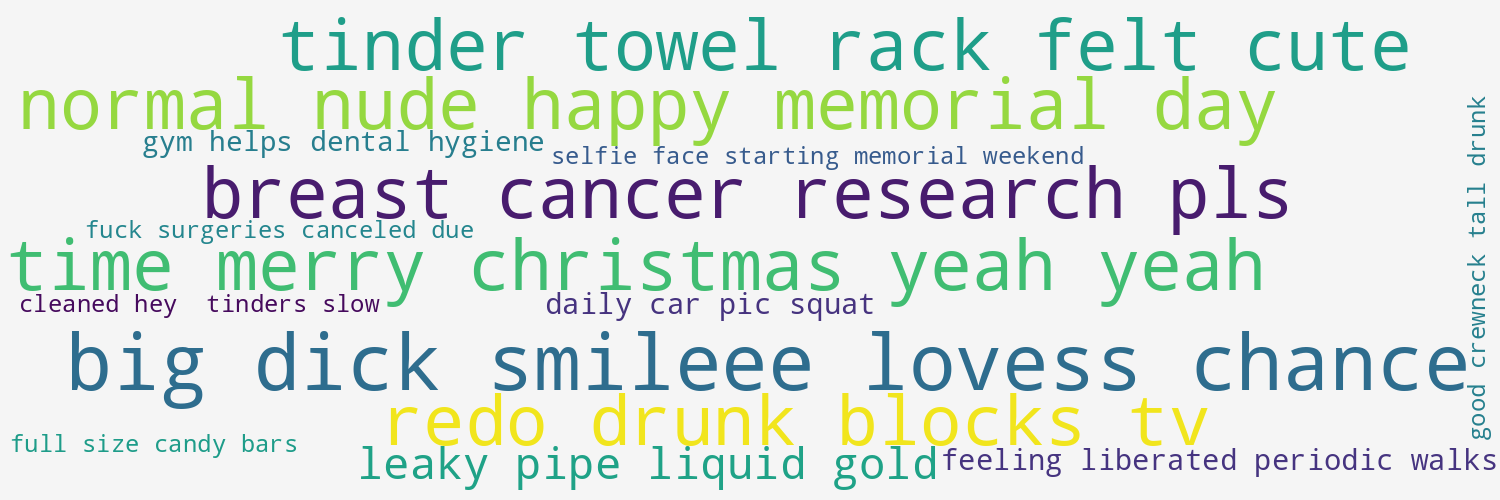 tinder towel rack felt cute
normal nude happy memorial day
gym helps dental hygiene
selfie face starting memorial weekend
breast cancer research pls
fuck surgeries canceled due
time merry christmas yeah yeah
cleaned hey tinders slow
daily car pic squat
big dick smileee lovess chance
redo drunk blocks tv
full size candy bars
leaky pipe liquid gold
feeling liberated periodic walks
good crewneck tall drunk